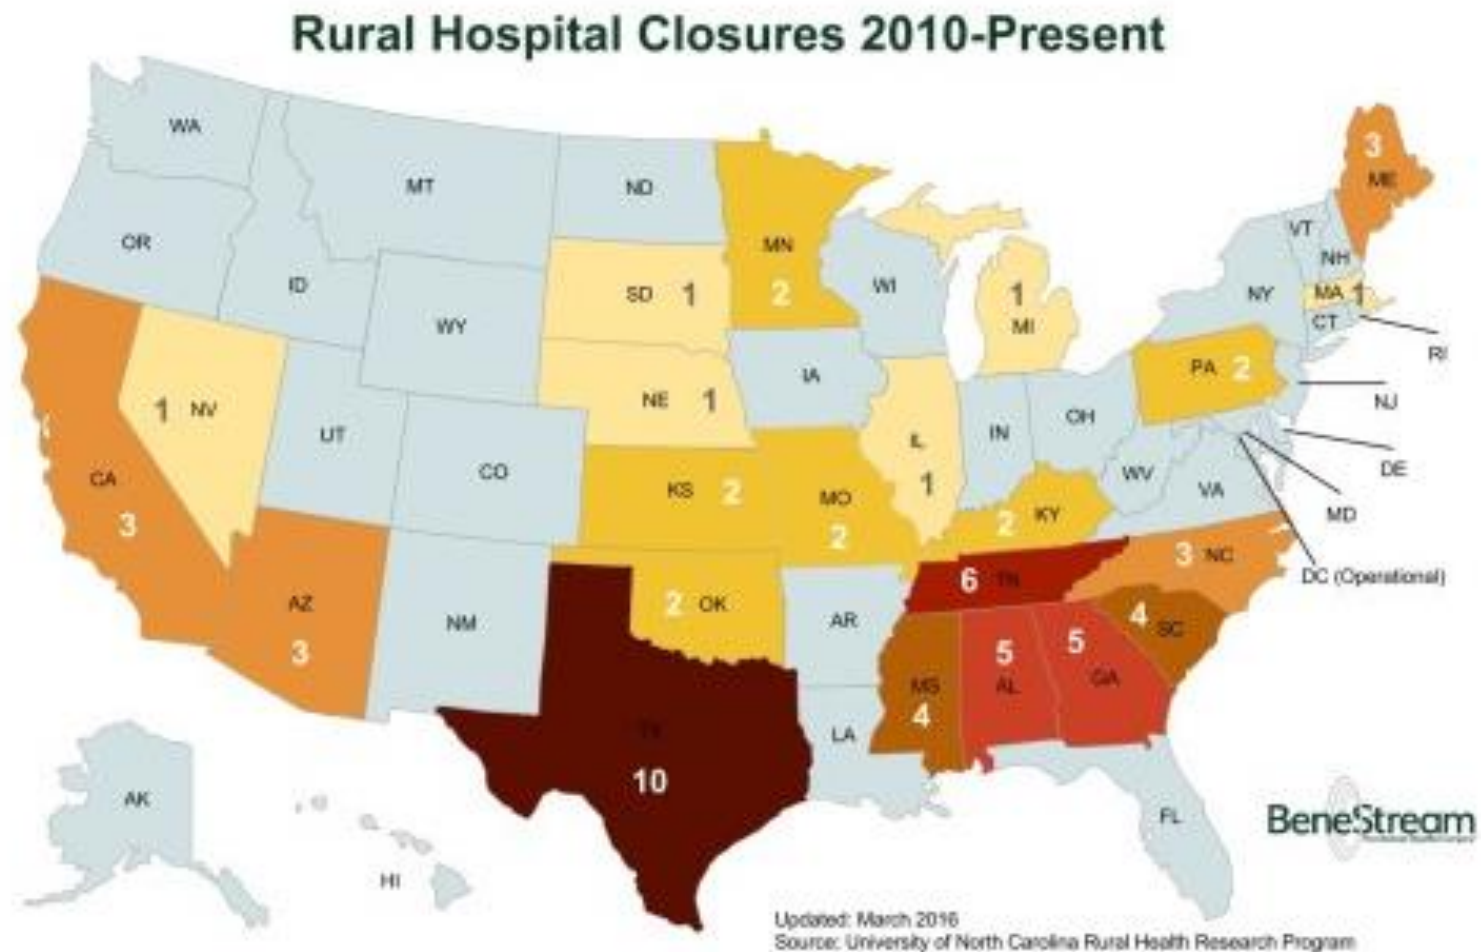 Rural Hospital Closures 2010-Present
WA
MT
ND
MN
2
OR
ID
WY
SD 1
WI
1
MI
3
ME
VT
NH
NY
MA 1
CT
RI
1 NV
UT
CO
NE 1
IA
IL
1
IN
OH
PA 2
NJ
DE
MD
DC (Operational)
WV
VA
CA
3
AZ
3
NM
KS 2
MO
2
2 KY
6 TN
3 NC
2 OK
AR
MS
4
5
AL
5
GA
4
SC
TX
10
LA
FL
AK
HI
BeneStream
Updated: March 2016
Source: University of North Carolina Rural Health Research Program